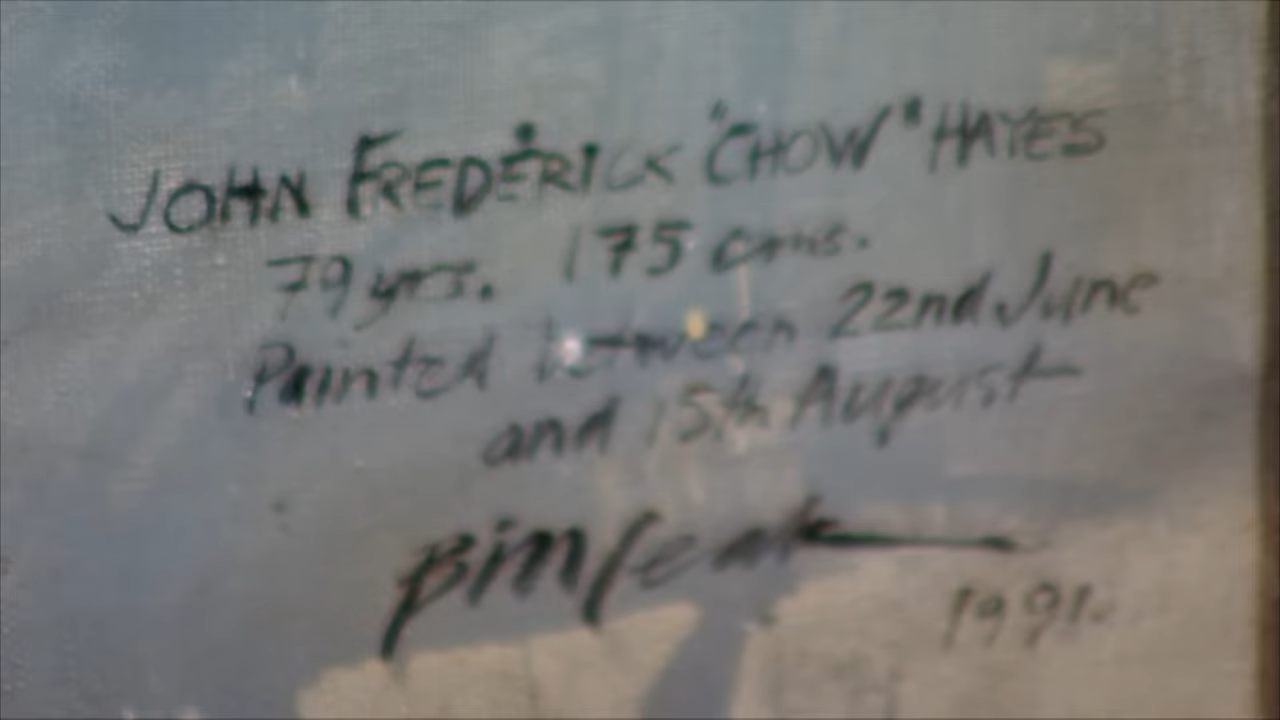 JOHN FREDERICK "CHOW" HAYES
79 yrs. 175 cms.
Painted between 22nd June
and 15th August
1991.